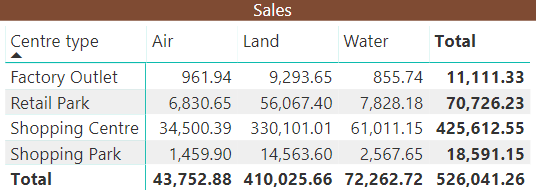 Sales
Centre type Air Land Water Total
Factory Outlet 961.94 9,293.65 855.74 11,111.33
Retail Park 6,830.65 56,067.40 7,828.18 70,726.23
Shopping Centre 34,500.39 330,101.01 61,011.15 425,612.55
Shopping Park 1,459.90 14,563.60 2,567.65 18,591.15
Total 43,752.88 410,025.66 72,262.72 526,041.26